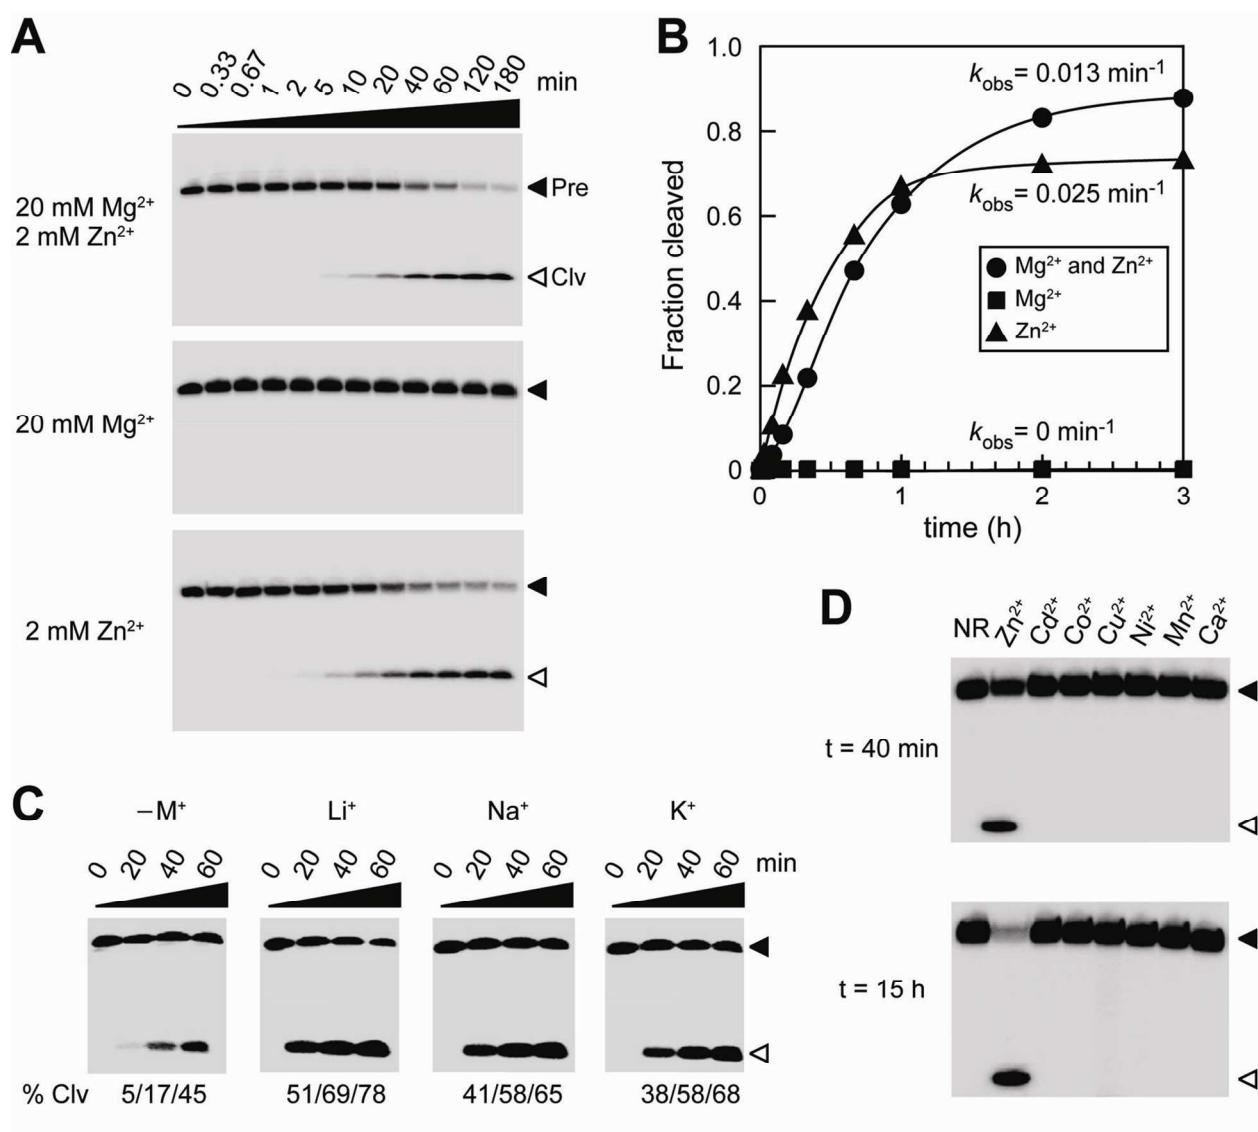 A
0 0.33 0.67 1 2 5 10 20 40 60 120 180 min
20 mM Mg²⁺
2 mM Zn²⁺
Pre
Clv
20 mM Mg²⁺
2 mM Zn²⁺
B
Fraction cleaved
1.0
0.8
0.6
0.4
0.2
0
kobs= 0.013 min⁻¹
kobs= 0.025 min⁻¹
Mg²⁺ and Zn²⁺
Mg²⁺
Zn²⁺
kobs= 0 min⁻¹
0 1 2 3
time (h)
C
–M⁺ Li⁺ Na⁺ K⁺
0 20 40 60 0 20 40 60 0 20 40 60 0 20 40 60 min
% Clv 5/17/45 51/69/78 41/58/65 38/58/68
D
NR Zn²⁺ Cd²⁺ Co²⁺ Cu²⁺ Ni²⁺ Mn²⁺ Ca²⁺
t = 40 min
t = 15 h